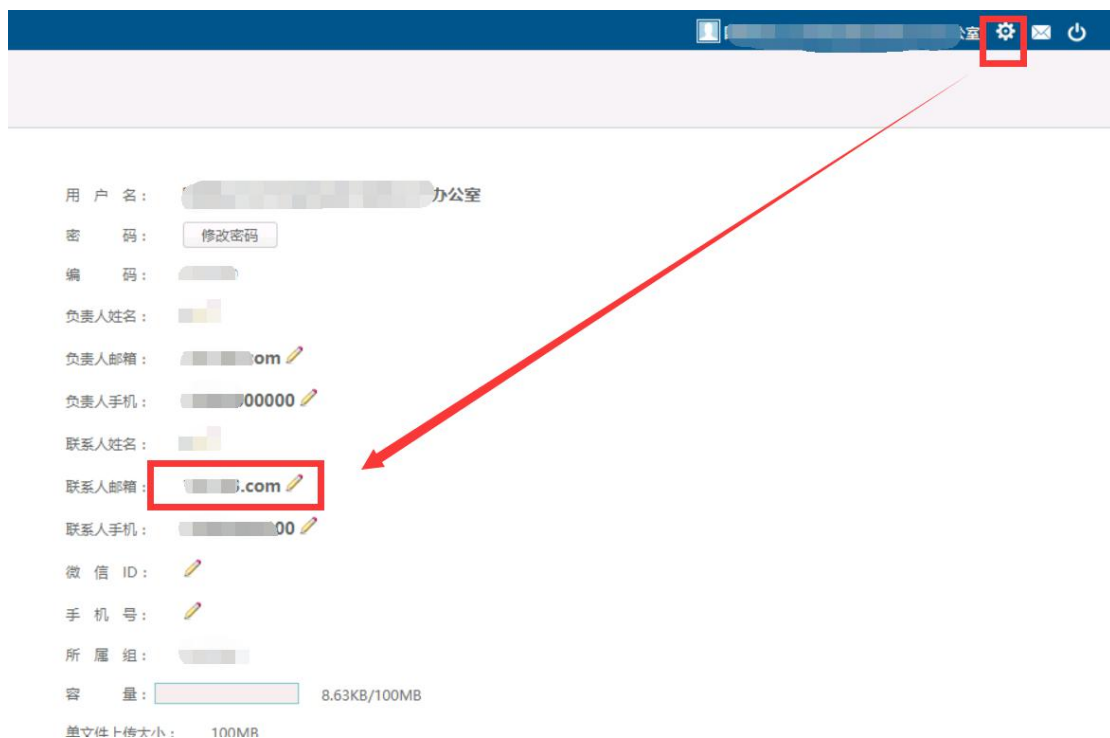 室
用 户 名： 办公室
密 码： 修改密码
编 码：
负责人姓名：
负责人邮箱： com
负责人手机： 00000
联系人姓名：
联系人邮箱： .com
联系人手机： 00
微 信 ID：
手 机 号：
所 属 组：
容 量： 8.63KB/100MB
单文件上传大小： 100MB